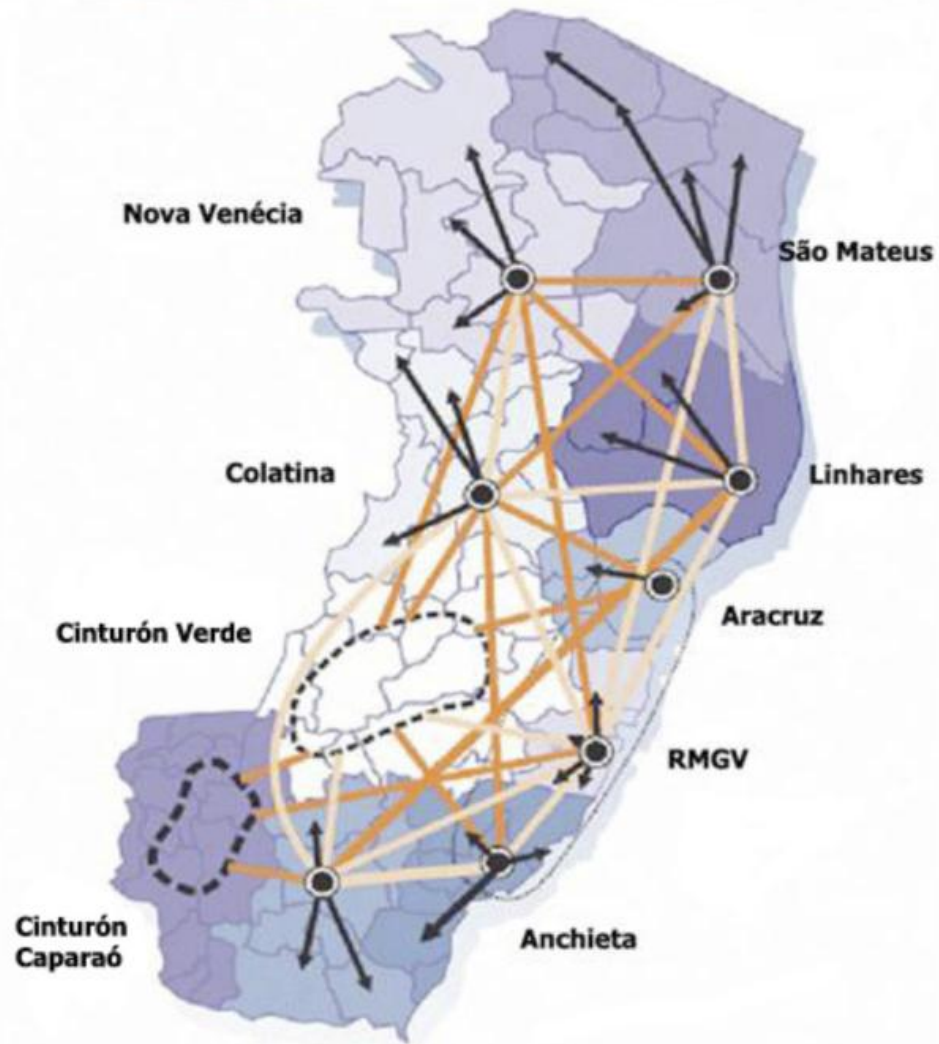 Nova Venécia
São Mateus
Colatina
Linhares
Cinturón Verde
Aracruz
RMGV
Cinturón
Caparaó
Anchieta